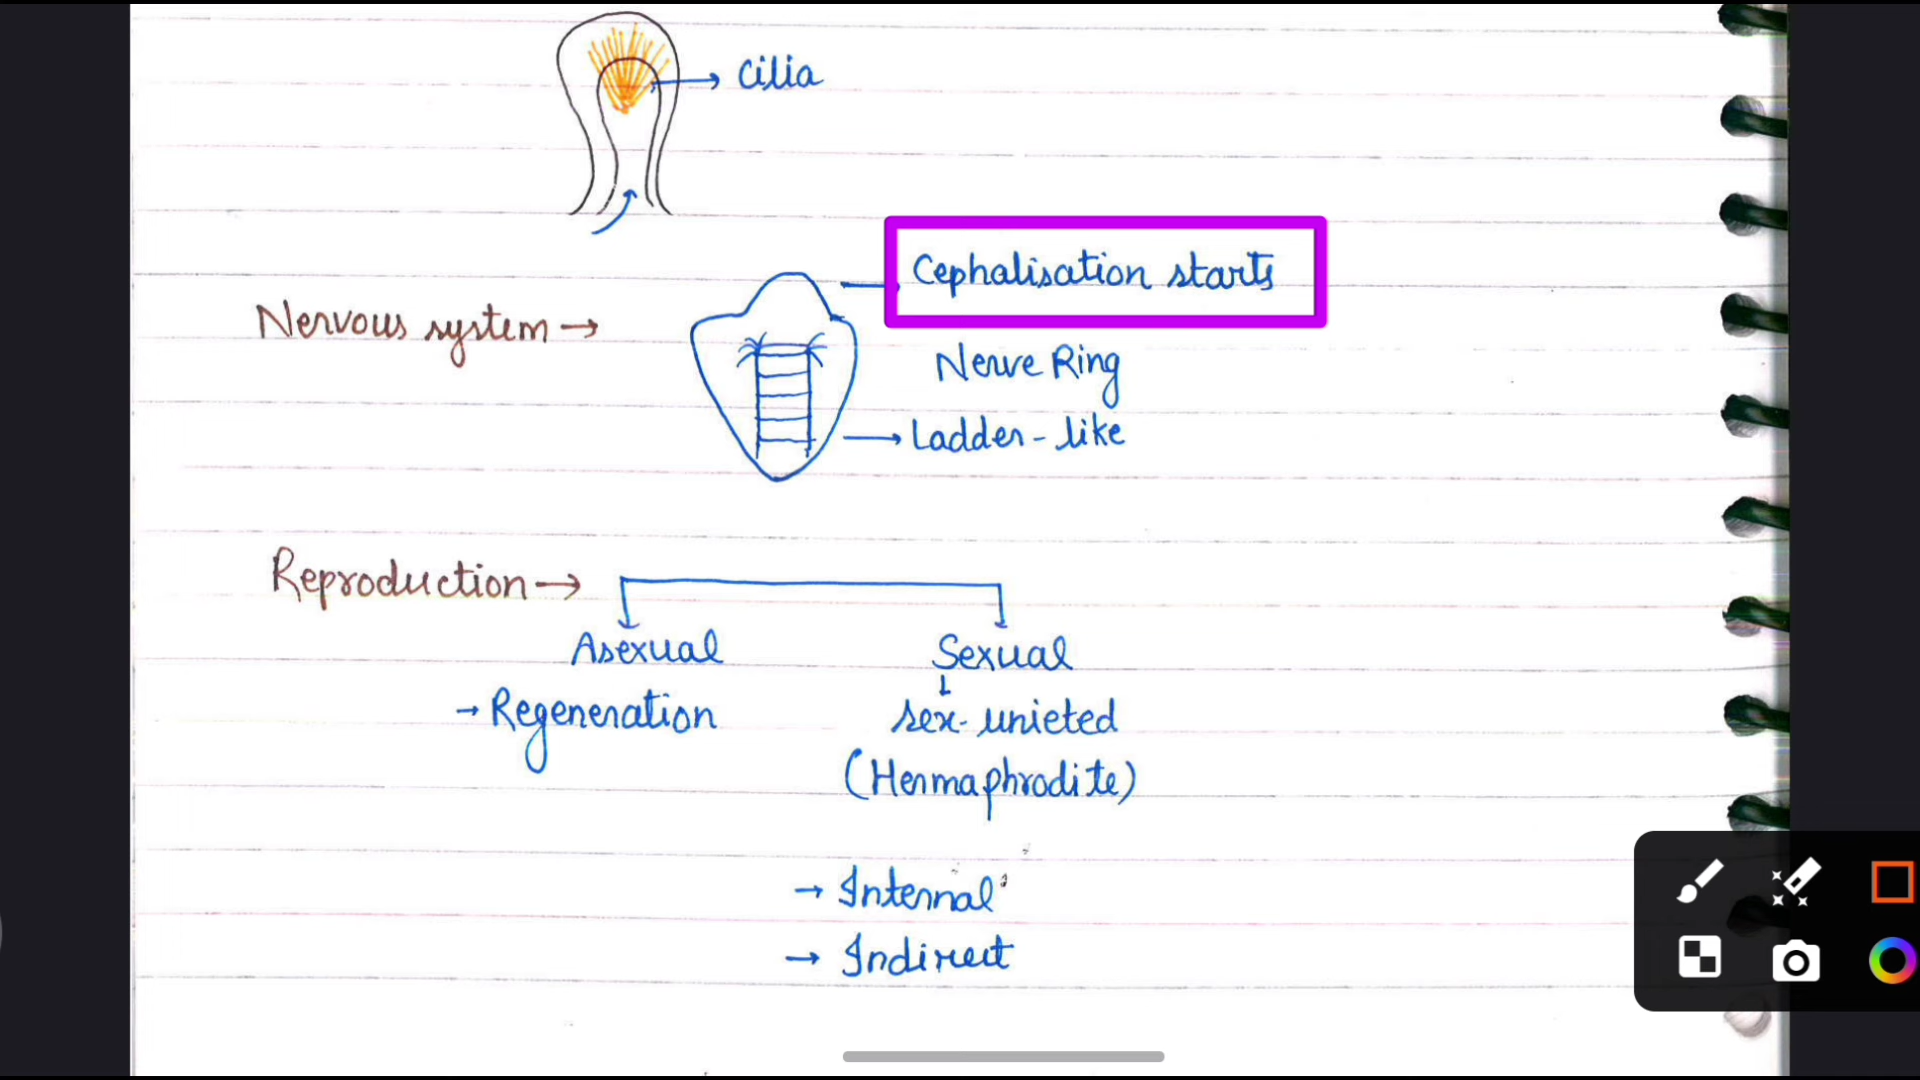 cilia
Cephalisation starts
Nervous system →
Nerve Ring
→ Ladder-like
Reproduction →
Asexual
Sexual
→ Regeneration
sex-unieted
(Hermaphrodite)
→ Internal
→ Indirect